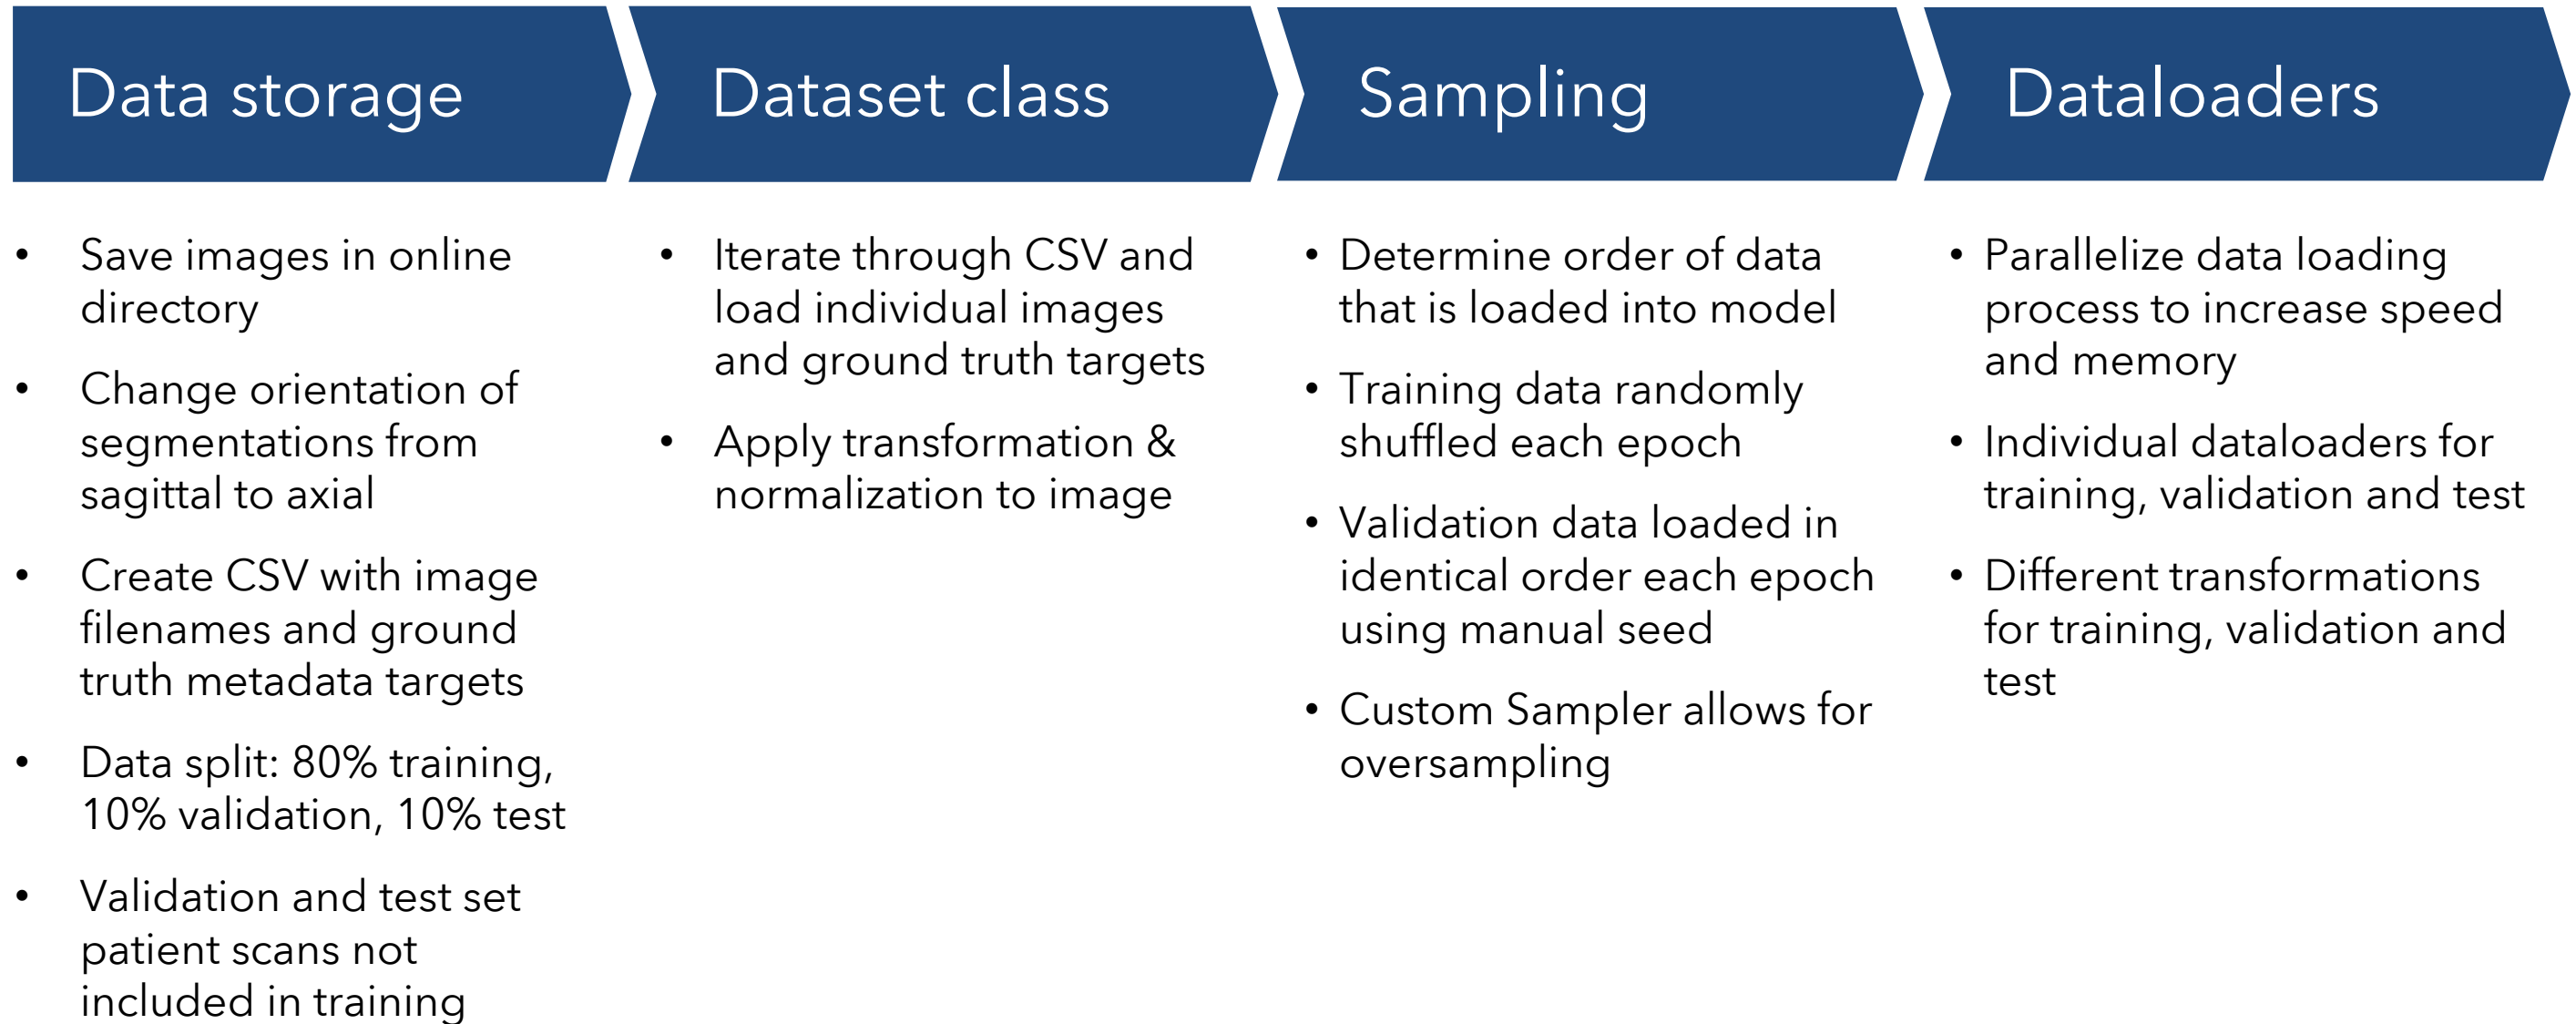 Data storage
Dataset class
Sampling
Dataloaders
• Save images in online
directory
• Change orientation of
segmentations from
sagittal to axial
• Create CSV with image
filenames and ground
truth metadata targets
• Data split: 80% training,
10% validation, 10% test
• Validation and test set
patient scans not
included in training
• Iterate through CSV and
load individual images
and ground truth targets
• Apply transformation &
normalization to image
• Determine order of data
that is loaded into model
• Training data randomly
shuffled each epoch
• Validation data loaded in
identical order each epoch
using manual seed
• Custom Sampler allows for
oversampling
• Parallelize data loading
process to increase speed
and memory
• Individual dataloaders for
training, validation and test
• Different transformations
for training, validation and
test